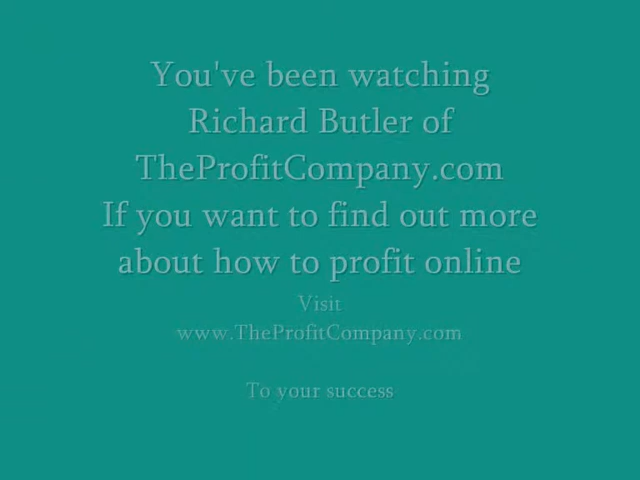 You've been watching
Richard Butler of
TheProfitCompany.com
If you want to find out more
about how to profit online
Visit
www.TheProfitCompany.com
To your success